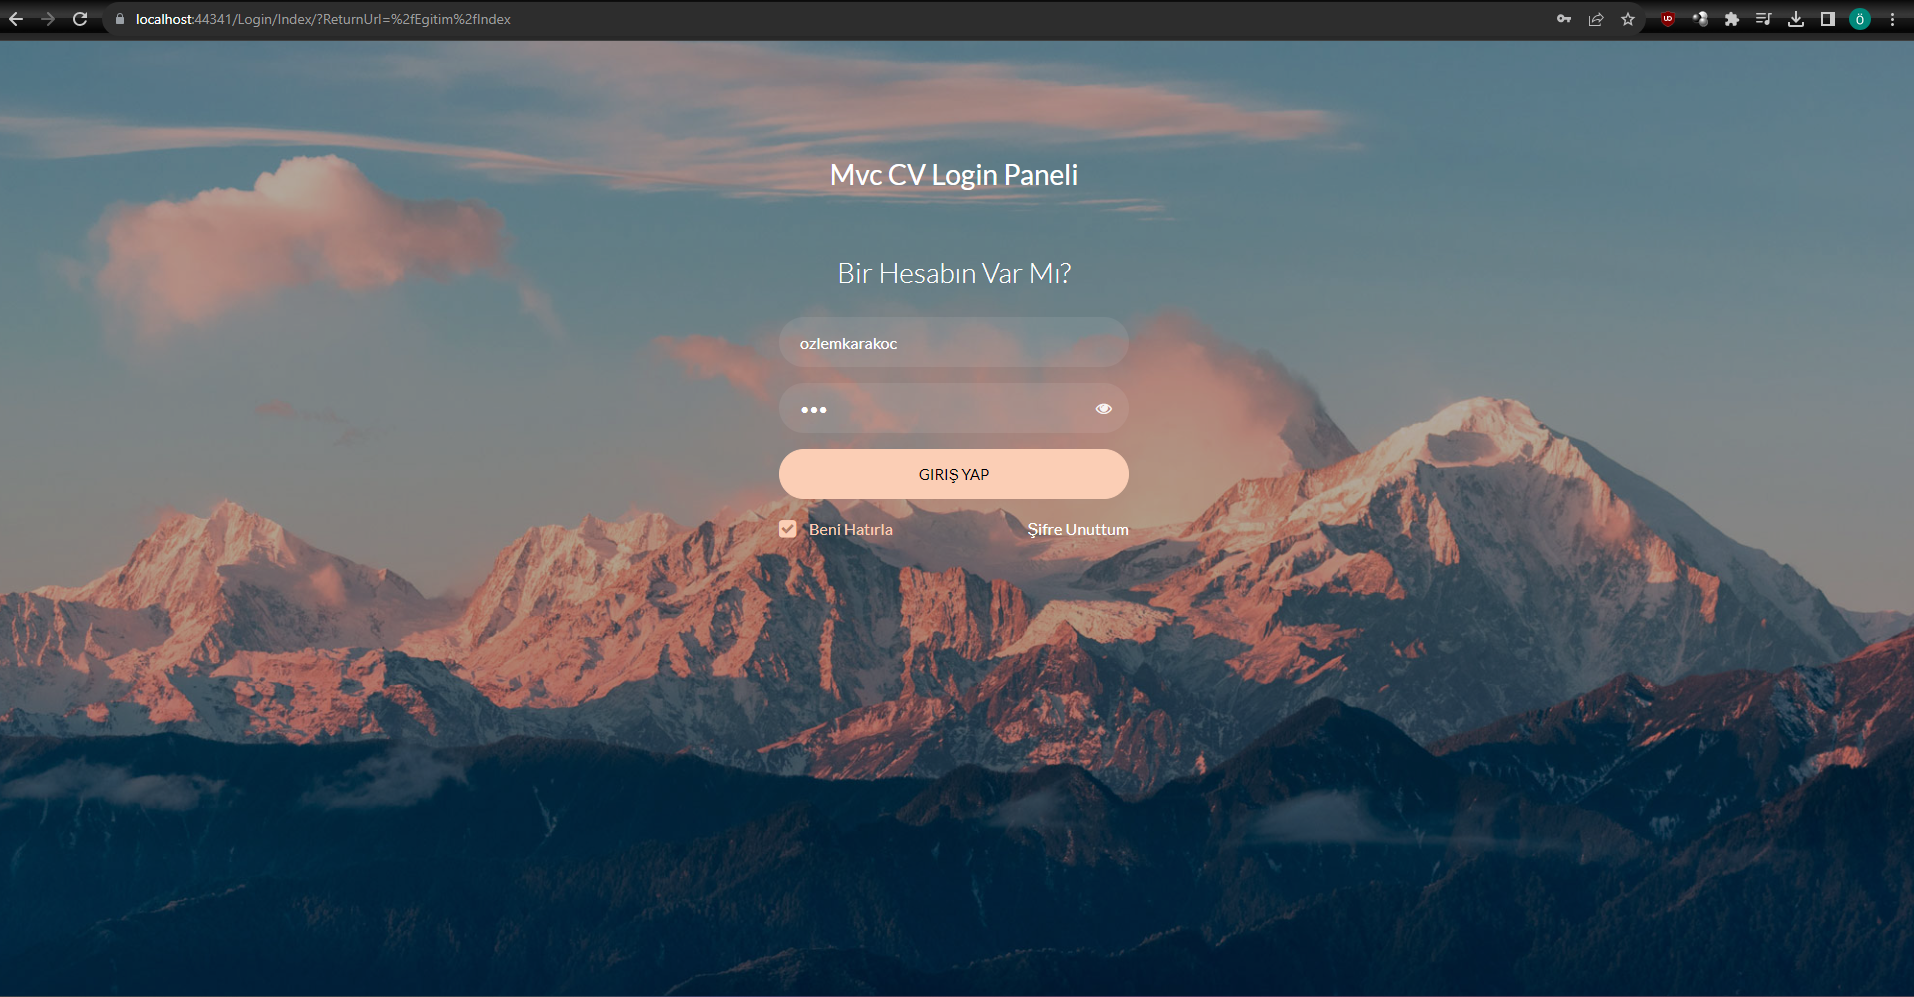 localhost:44341/Login/Index/?ReturnUrl=%2fEgitim%2fIndex
Ö
Mvc CV Login Paneli
Bir Hesabın Var Mı?
ozlemkarakoc
GIRIŞ YAP
Beni Hatırla
Şifre Unuttum